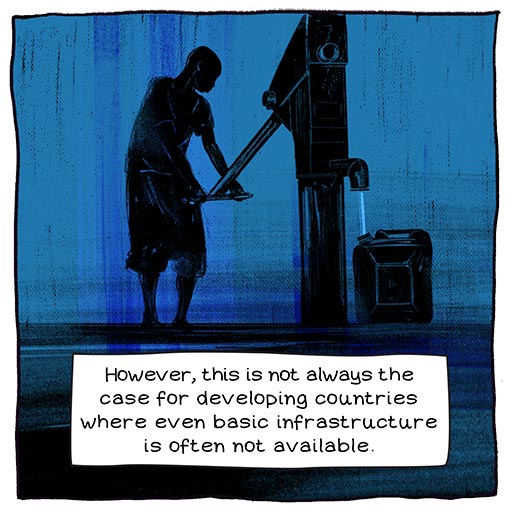 However, this is not always the
case for developing countries
where even basic infrastructure
is often not available.